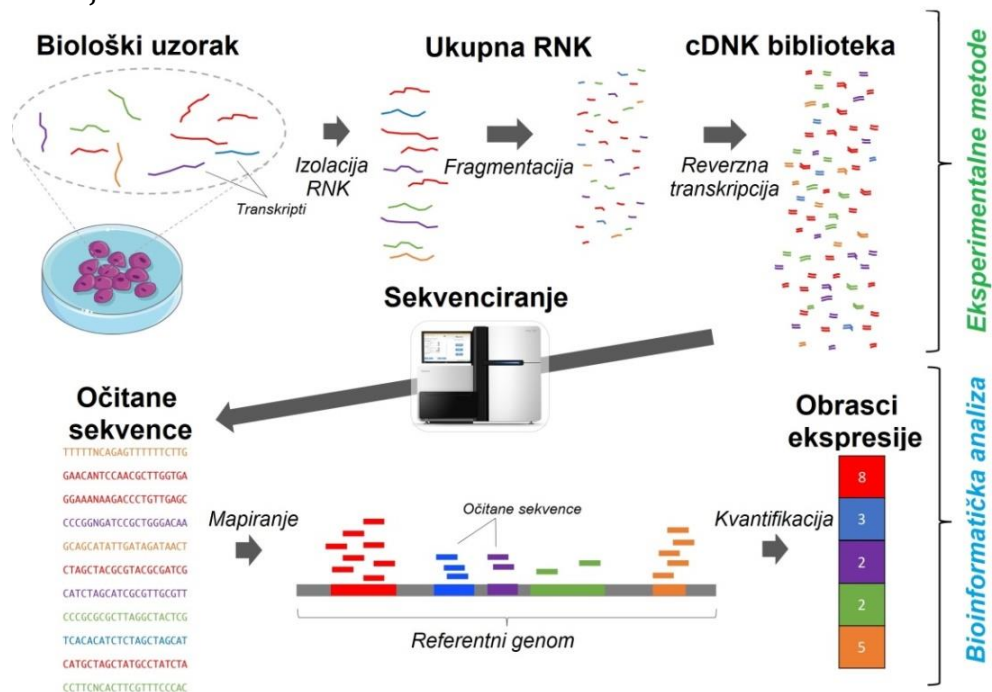 Biološki uzorak
Ukupna RNK
cDNK biblioteka
Izolacija
RNK
Fragmentacija
Reverzna
transkripcija
Transkripti
Eksperimentalne metode
Sekvenciranje
Očitane
sekvence
TTTTTNCAGAGTTTTTTCTTG
GAACANTCCAACGCTTGGTGA
GGAAANAAGACCCTGTTGAGC
CCCGGNGATCCGCTGGGACAA
GCAGCATATTGATAGATAACT
CTAGCTACGCGTACGCGATCG
CATCTAGCATCGCGTTGCGTT
CCCGCGCGCTTAGGCTACTCG
TCACACATCTCTAGCTAGCAT
CATGCTAGCTATGCCTATCTA
CCTTCNCACTTCGTTTCCCAC
Mapiranje
Očitane sekvence
Referentni genom
Kvantifikacija
Obrasci
ekspresije
8
3
2
2
5
Bioinformatička analiza